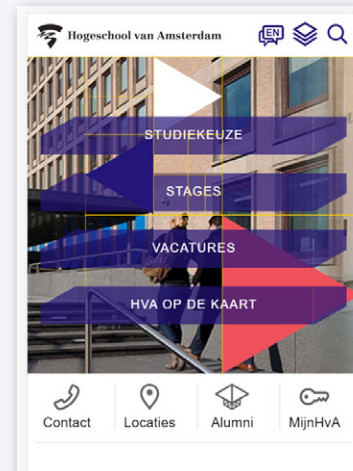 Hogeschool van Amsterdam
EN
STUDIEKEUZE
STAGES
VACATURES
HVA OP DE KAART
Contact Locaties Alumni MijnHvA